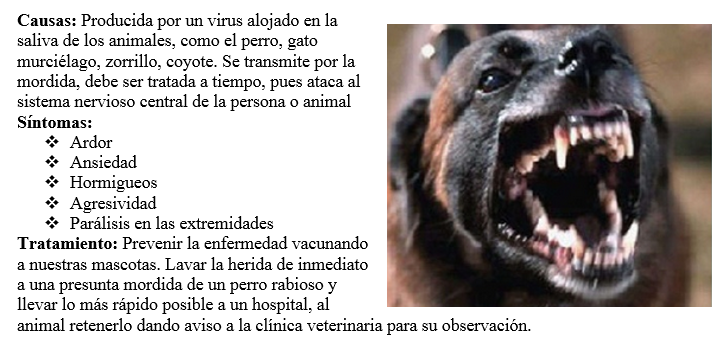 Causas: Producida por un virus alojado en la
saliva de los animales, como el perro, gato
murciélago, zorrillo, coyote. Se transmite por la
mordida, debe ser tratada a tiempo, pues ataca al
sistema nervioso central de la persona o animal
Síntomas:
❖ Ardor
❖ Ansiedad
❖ Hormigueos
❖ Agresividad
❖ Parálisis en las extremidades
Tratamiento: Prevenir la enfermedad vacunando
a nuestras mascotas. Lavar la herida de inmediato
a una presunta mordida de un perro rabioso y
llevar lo más rápido posible a un hospital, al
animal retenerlo dando aviso a la clínica veterinaria para su observación.